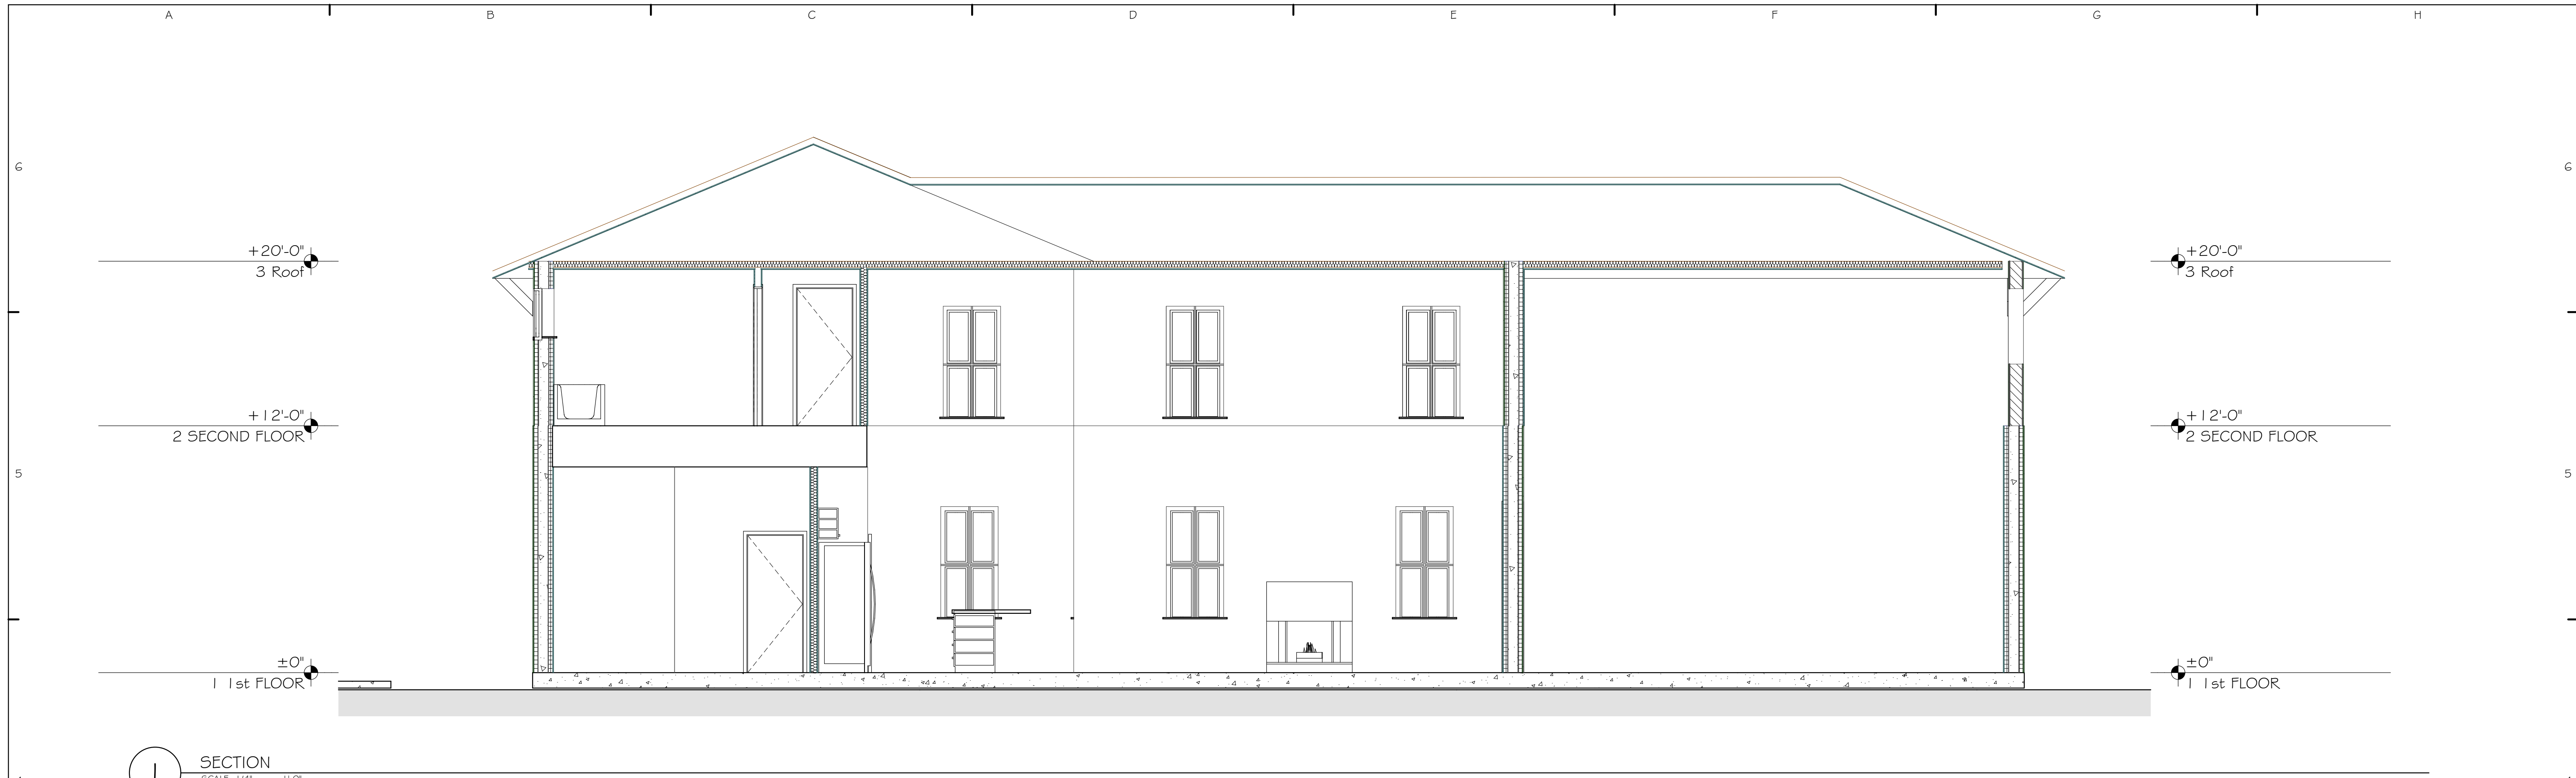 A B C D E F G H
6 6
+20'-0" +20'-0"
3 Roof 3 Roof
+12'-0" +12'-0"
2 SECOND FLOOR 2 SECOND FLOOR
5 5
±0" ±0"
1 1st FLOOR 1 1st FLOOR
1
SECTION